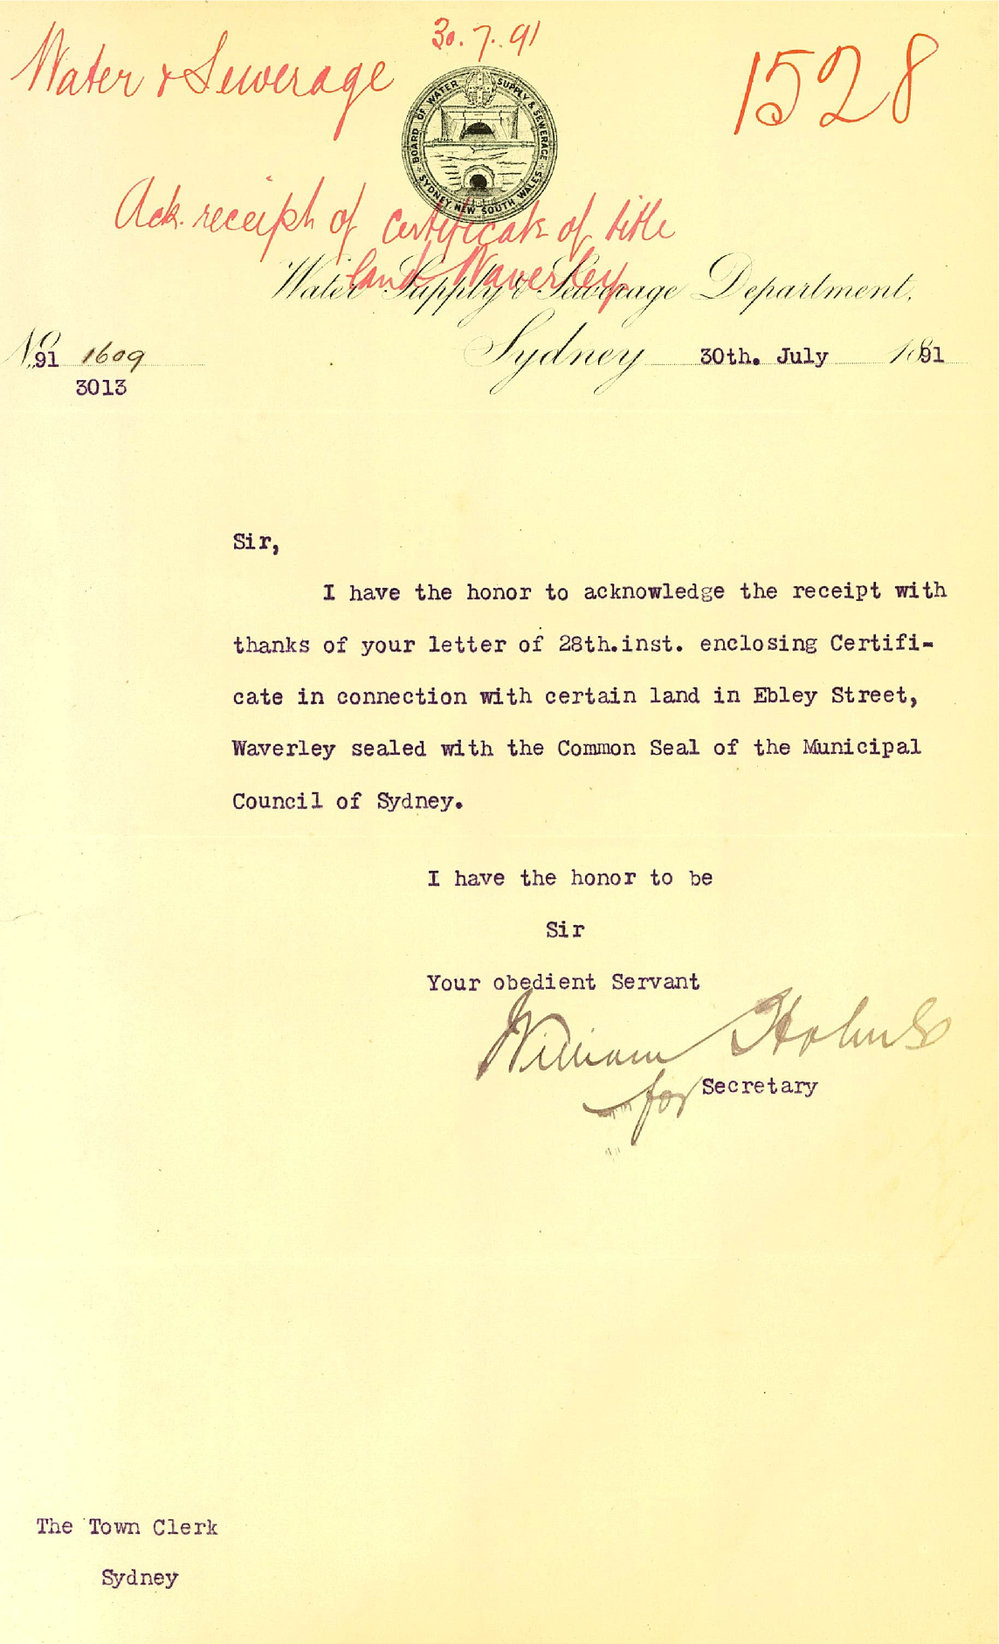 30.7.91
Water & Sewerage
1528
BOARD OF WATER SUPPLY & SEWERAGE
SYDNEY, NEW SOUTH WALES
Ack. receipt of certificate of title
land Waverley
Water Supply & Sewerage Department.
No. 91 1609
3013
Sydney 30th. July 1891
Sir,
I have the honor to acknowledge the receipt with
thanks of your letter of 28th.inst. enclosing Certifi-
cate in connection with certain land in Ebley Street,
Waverley sealed with the Common Seal of the Municipal
Council of Sydney.
I have the honor to be
Sir
Your obedient Servant
William Holmes
for Secretary
The Town Clerk
Sydney